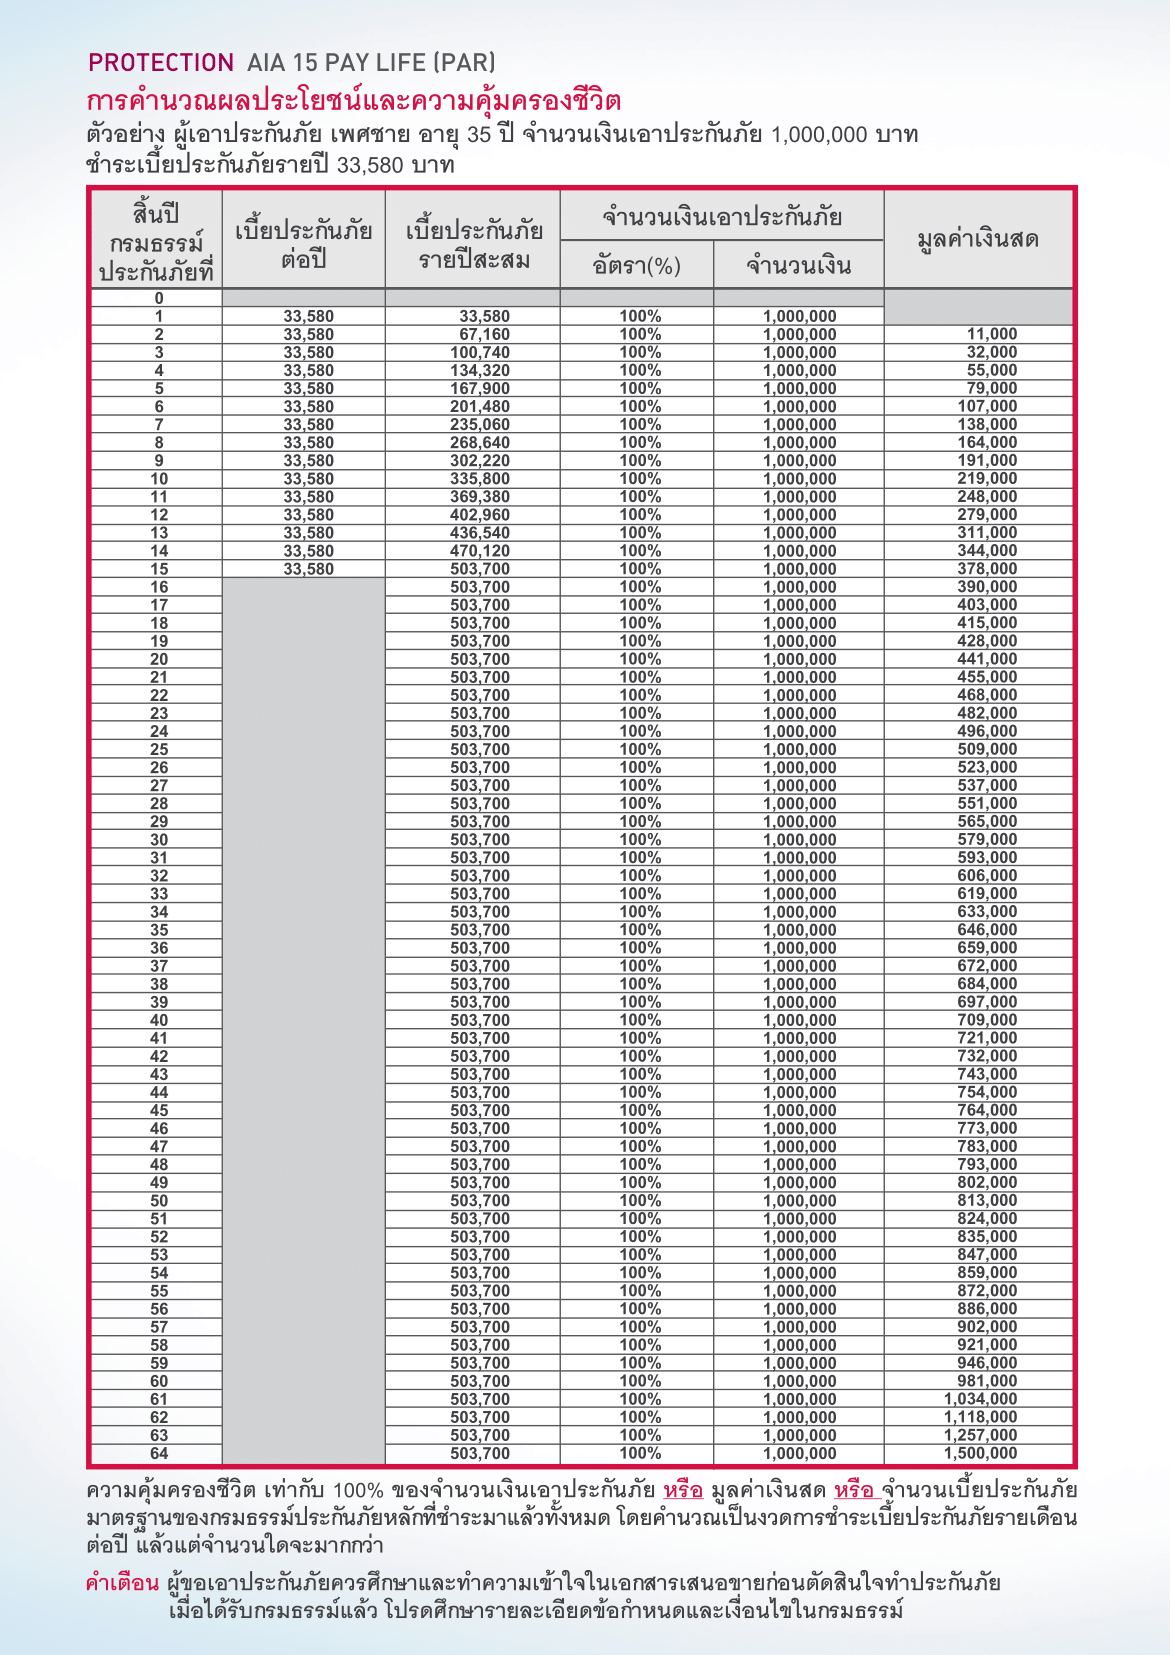 PROTECTION AIA 15 PAY LIFE (PAR)
การคำนวณผลประโยชน์และความคุ้มครองชีวิต
ตัวอย่าง ผู้เอาประกันภัย เพศชาย อายุ 35 ปี จำนวนเงินเอาประกันภัย 1,000,000 บาท
ชำระเบี้ยประกันภัยรายปี 33,580 บาท
สิ้นปี กรมธรรม์ ประกันภัยที่ เบี้ยประกันภัย ต่อปี เบี้ยประกันภัย รายปีสะสม จำนวนเงินเอาประกันภัย มูลค่าเงินสด
อัตรา(%) จำนวนเงิน
0
1 33,580 33,580 100% 1,000,000
2 33,580 67,160 100% 1,000,000 11,000
3 33,580 100,740 100% 1,000,000 32,000
4 33,580 134,320 100% 1,000,000 55,000
5 33,580 167,900 100% 1,000,000 79,000
6 33,580 201,480 100% 1,000,000 107,000
7 33,580 235,060 100% 1,000,000 138,000
8 33,580 268,640 100% 1,000,000 164,000
9 33,580 302,220 100% 1,000,000 191,000
10 33,580 335,800 100% 1,000,000 219,000
11 33,580 369,380 100% 1,000,000 248,000
12 33,580 402,960 100% 1,000,000 279,000
13 33,580 436,540 100% 1,000,000 311,000
14 33,580 470,120 100% 1,000,000 344,000
15 33,580 503,700 100% 1,000,000 378,000
16 503,700 100% 1,000,000 390,000
17 503,700 100% 1,000,000 403,000
18 503,700 100% 1,000,000 415,000
19 503,700 100% 1,000,000 428,000
20 503,700 100% 1,000,000 441,000
21 503,700 100% 1,000,000 455,000
22 503,700 100% 1,000,000 468,000
23 503,700 100% 1,000,000 482,000
24 503,700 100% 1,000,000 496,000
25 503,700 100% 1,000,000 509,000
26 503,700 100% 1,000,000 523,000
27 503,700 100% 1,000,000 537,000
28 503,700 100% 1,000,000 551,000
29 503,700 100% 1,000,000 565,000
30 503,700 100% 1,000,000 579,000
31 503,700 100% 1,000,000 593,000
32 503,700 100% 1,000,000 606,000
33 503,700 100% 1,000,000 619,000
34 503,700 100% 1,000,000 633,000
35 503,700 100% 1,000,000 646,000
36 503,700 100% 1,000,000 659,000
37 503,700 100% 1,000,000 672,000
38 503,700 100% 1,000,000 684,000
39 503,700 100% 1,000,000 697,000
40 503,700 100% 1,000,000 709,000
41 503,700 100% 1,000,000 721,000
42 503,700 100% 1,000,000 732,000
43 503,700 100% 1,000,000 743,000
44 503,700 100% 1,000,000 754,000
45 503,700 100% 1,000,000 764,000
46 503,700 100% 1,000,000 773,000
47 503,700 100% 1,000,000 783,000
48 503,700 100% 1,000,000 793,000
49 503,700 100% 1,000,000 802,000
50 503,700 100% 1,000,000 813,000
51 503,700 100% 1,000,000 824,000
52 503,700 100% 1,000,000 835,000
53 503,700 100% 1,000,000 847,000
54 503,700 100% 1,000,000 859,000
55 503,700 100% 1,000,000 872,000
56 503,700 100% 1,000,000 886,000
57 503,700 100% 1,000,000 902,000
58 503,700 100% 1,000,000 921,000
59 503,700 100% 1,000,000 946,000
60 503,700 100% 1,000,000 981,000
61 503,700 100% 1,000,000 1,034,000
62 503,700 100% 1,000,000 1,118,000
63 503,700 100% 1,000,000 1,257,000
64 503,700 100% 1,000,000 1,500,000
ความคุ้มครองชีวิต เท่ากับ 100% ของจำนวนเงินเอาประกันภัย หรือ มูลค่าเงินสด หรือ จำนวนเบี้ยประกันภัย
มาตรฐานของกรมธรรม์ประกันภัยหลักที่ชำระมาแล้วทั้งหมด โดยคำนวณเป็นงวดการชำระเบี้ยประกันภัยรายเดือน
ต่อปี แล้วแต่จำนวนใดจะมากกว่า
คำเตือน ผู้ขอเอาประกันภัยควรศึกษาและทำความเข้าใจในเอกสารเสนอขายก่อนตัดสินใจทำประกันภัย
เมื่อได้รับกรมธรรม์แล้ว โปรดศึกษารายละเอียดข้อกำหนดและเงื่อนไขในกรมธรรม์